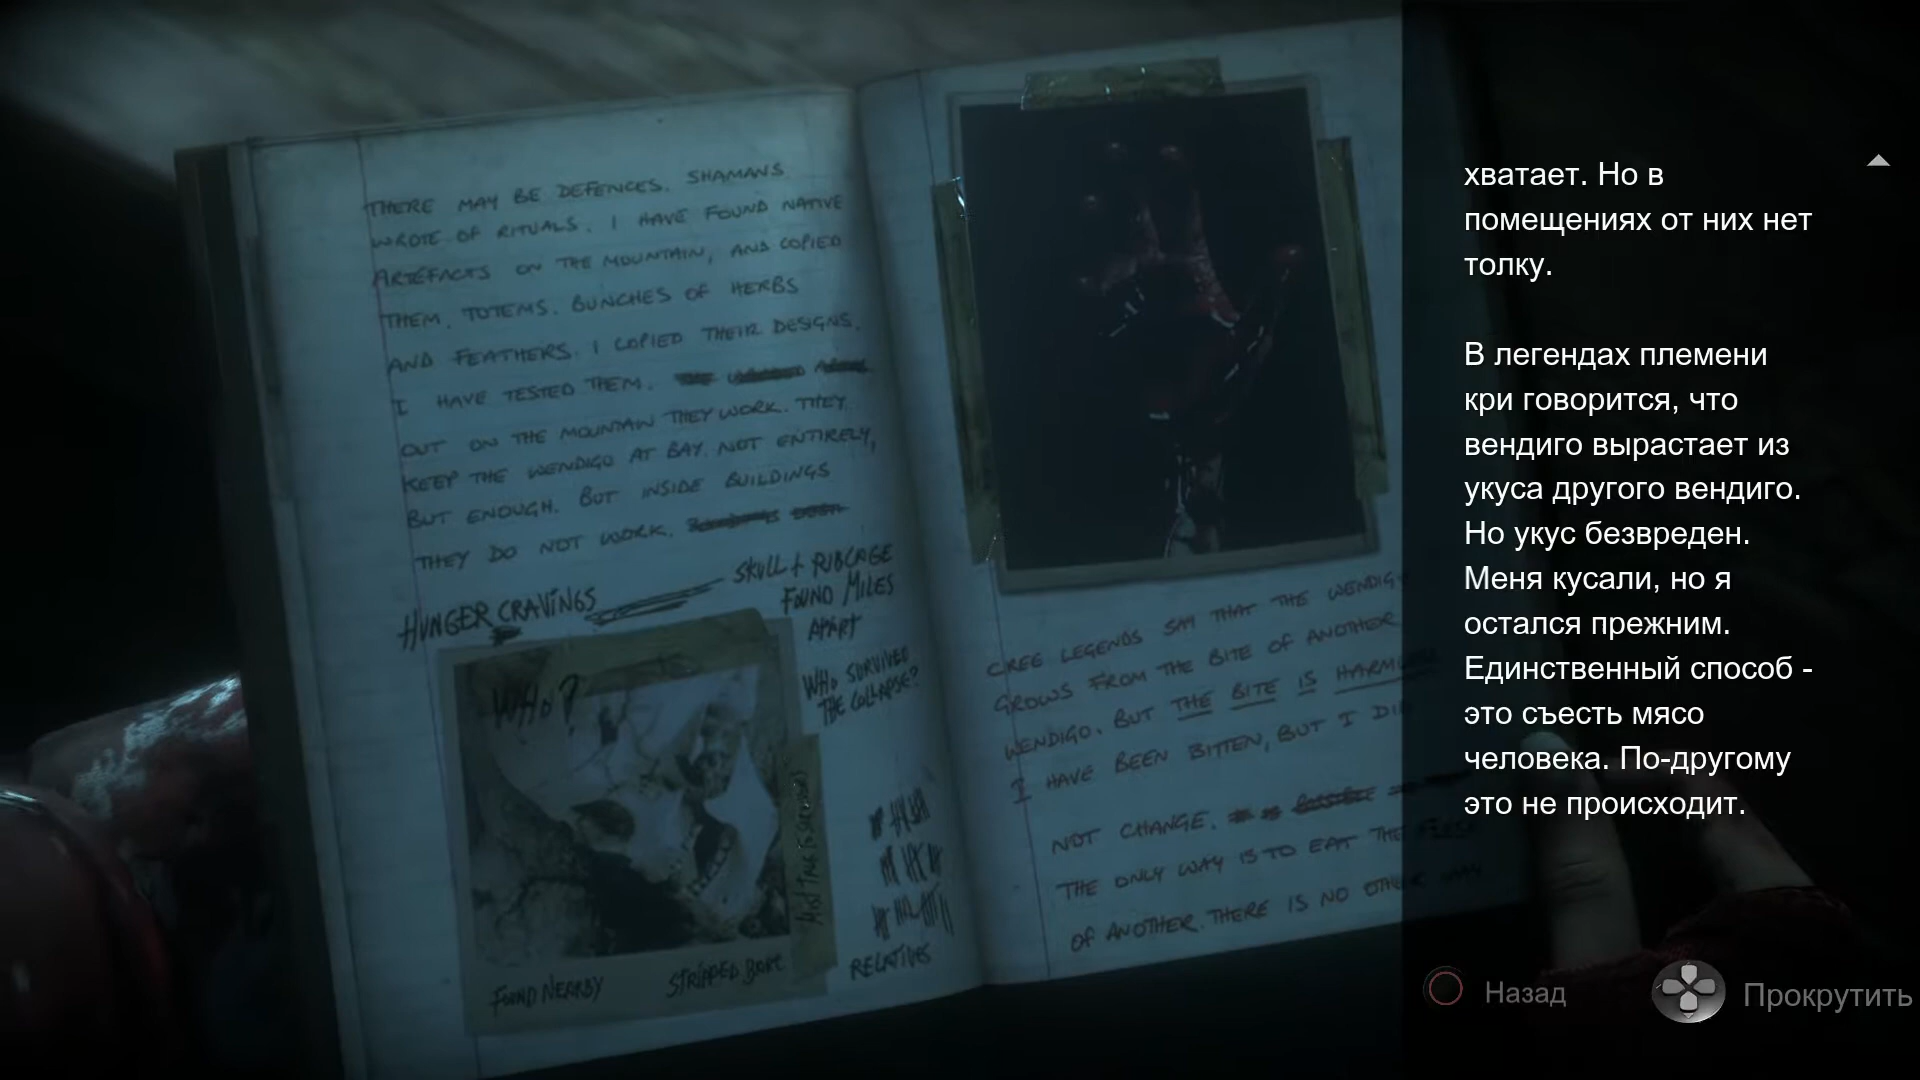 THERE MAY BE DEFENCES. SHAMANS
WROTE OF RITUALS. I HAVE FOUND NATIVE
ARTEFACTS ON THE MOUNTAIN, AND COPIED
THEM. TOTEMS. BUNCHES OF HERBS
AND FEATHERS. I COPIED THEIR DESIGNS.
I HAVE TESTED THEM.
OUT ON THE MOUNTAIN THEY WORK. THEY
KEEP THE WENDIGO AT BAY. NOT ENTIRELY,
BUT ENOUGH. BUT INSIDE BUILDINGS
THEY DO NOT WORK.
HUNGER CRAVINGS
SKULL + RIBCAGE
FOUND MILES
APART
WHO SURVIVED
THE COLLAPSE?
WHO?
FOUND NEARBY
STRIPPED BARE
RELATIVES
CREE LEGENDS SAY THAT THE WENDIGO
GROWS FROM THE BITE OF ANOTHER
WENDIGO. BUT THE BITE IS HARMLESS
I HAVE BEEN BITTEN, BUT I DID
NOT CHANGE.
THE ONLY WAY IS TO EAT THE FLESH
OF ANOTHER. THERE IS NO OTHER WAY
хватает. Но в
помещениях от них нет
толку.
В легендах племени
кри говорится, что
вендиго вырастает из
укуса другого вендиго.
Но укус безвреден.
Меня кусали, но я
остался прежним.
Единственный способ -
это съесть мясо
человека. По-другому
это не происходит.
Назад
Прокрутить